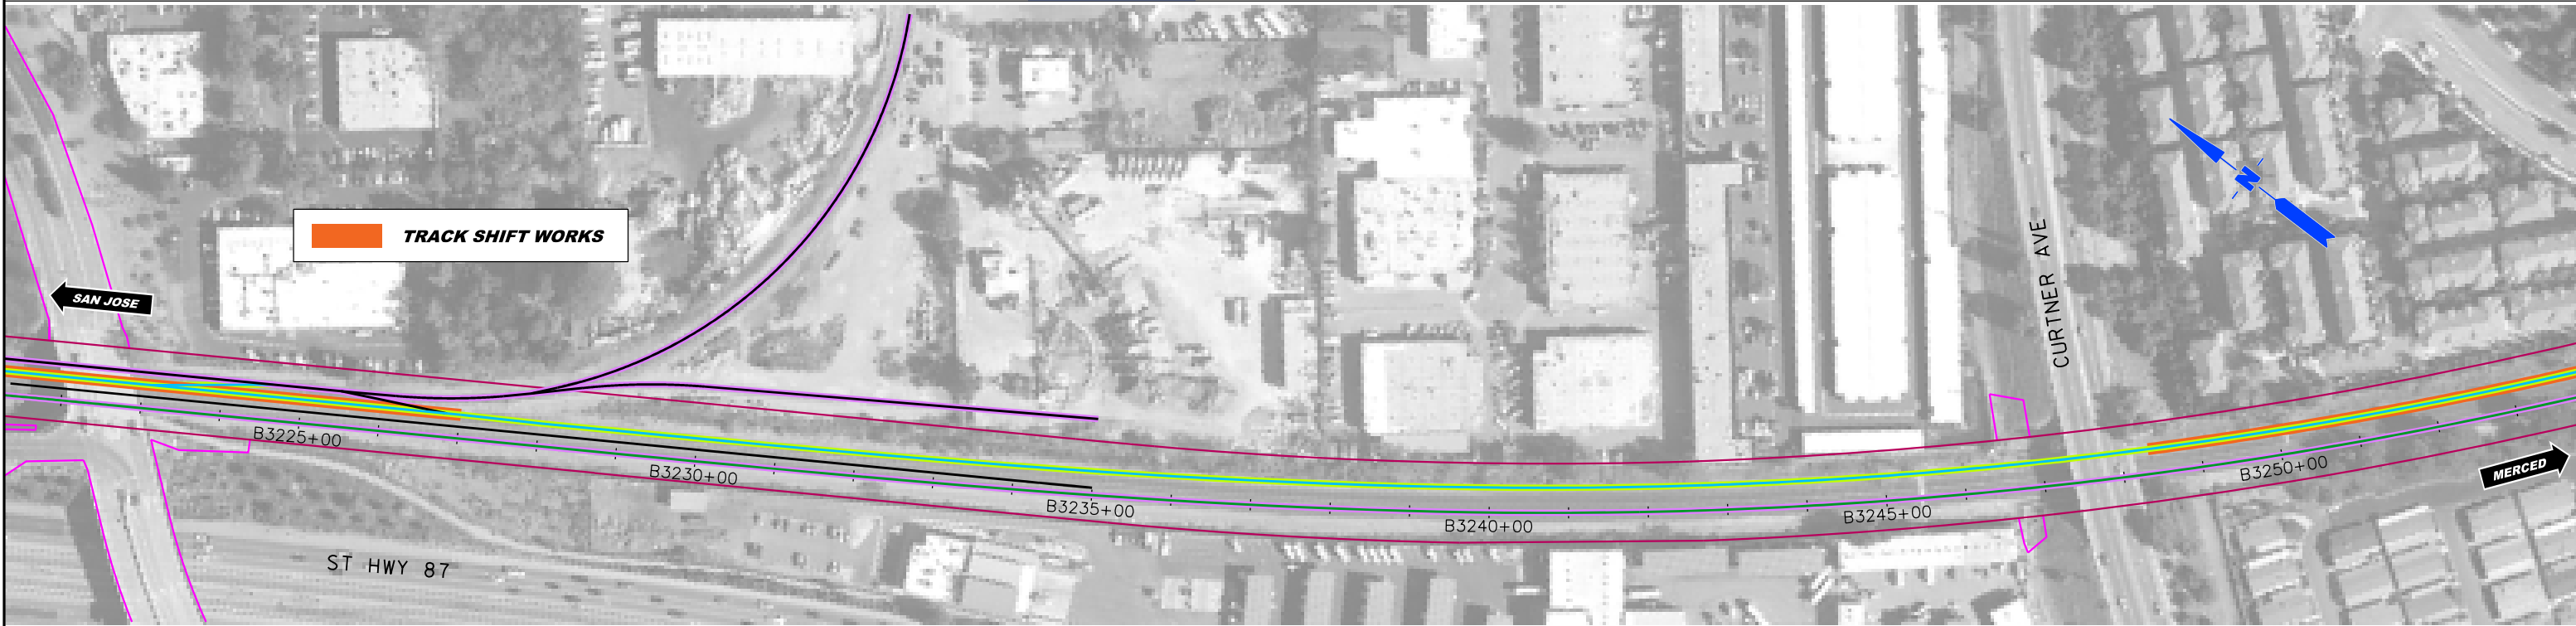 TRACK SHIFT WORKS
SAN JOSE
CURTNER AVE
N
B3225+00
B3230+00
B3235+00
B3240+00
B3245+00
B3250+00
MERCED
ST HWY 87